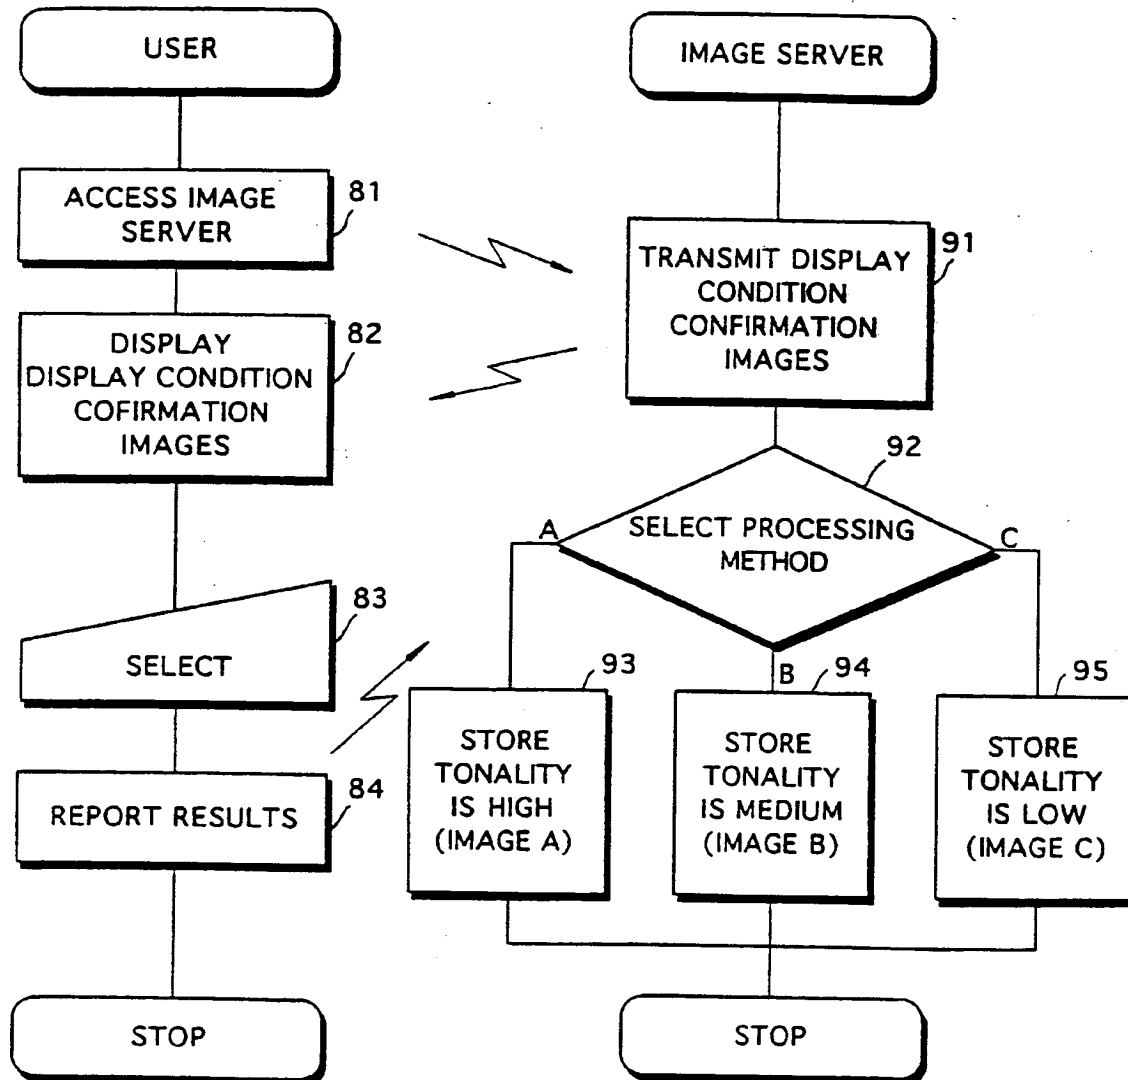 USER
ACCESS IMAGE
SERVER
81
DISPLAY
DISPLAY CONDITION
COFIRMATION
IMAGES
82
SELECT
83
REPORT RESULTS
84
STOP
IMAGE SERVER
TRANSMIT DISPLAY
CONDITION
CONFIRMATION
IMAGES
91
SELECT PROCESSING
METHOD
92
A
B
C
STORE
TONALITY
IS HIGH
(IMAGE A)
93
STORE
TONALITY
IS MEDIUM
(IMAGE B)
94
STORE
TONALITY
IS LOW
(IMAGE C)
95
STOP